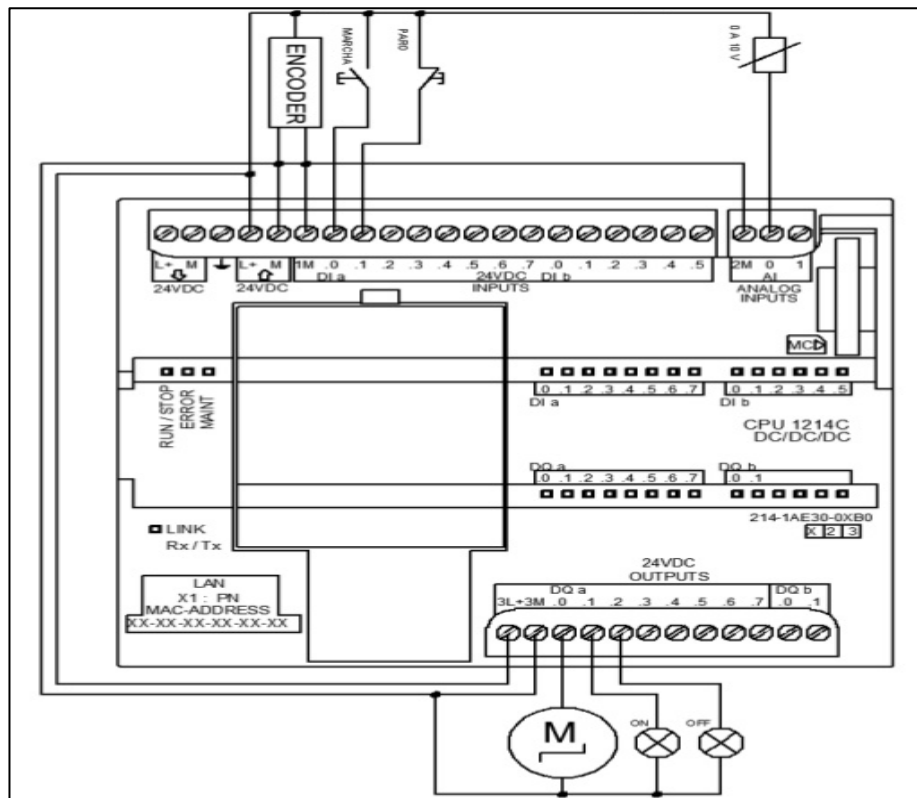 ENCODER
MARCHA
PARO
0 A 10 V
L+ M L+ M 1M .0 .1 .2 .3 .4 .5 .6 .7 .0 .1 .2 .3 .4 .5
2M 0 1
DI a
DI b
AI
24VDC
24VDC
24VDC
INPUTS
ANALOG
INPUTS
MC
RUN / STOP
ERROR
MAINT
.0 .1 .2 .3 .4 .5 .6 .7
DI a
.0 .1 .2 .3 .4 .5
DI b
CPU 1214C
DC/DC/DC
DQ a
.0 .1 .2 .3 .4 .5 .6 .7
DQ b
.0 .1
LINK
Rx / Tx
214-1AE30-0XB0
X 2 3
24VDC
OUTPUTS
LAN
X1 : PN
MAC-ADDRESS
XX-XX-XX-XX-XX-XX
DQ a
DQ b
3L+ 3M .0 .1 .2 .3 .4 .5 .6 .7 .0 .1
M
ON
OFF